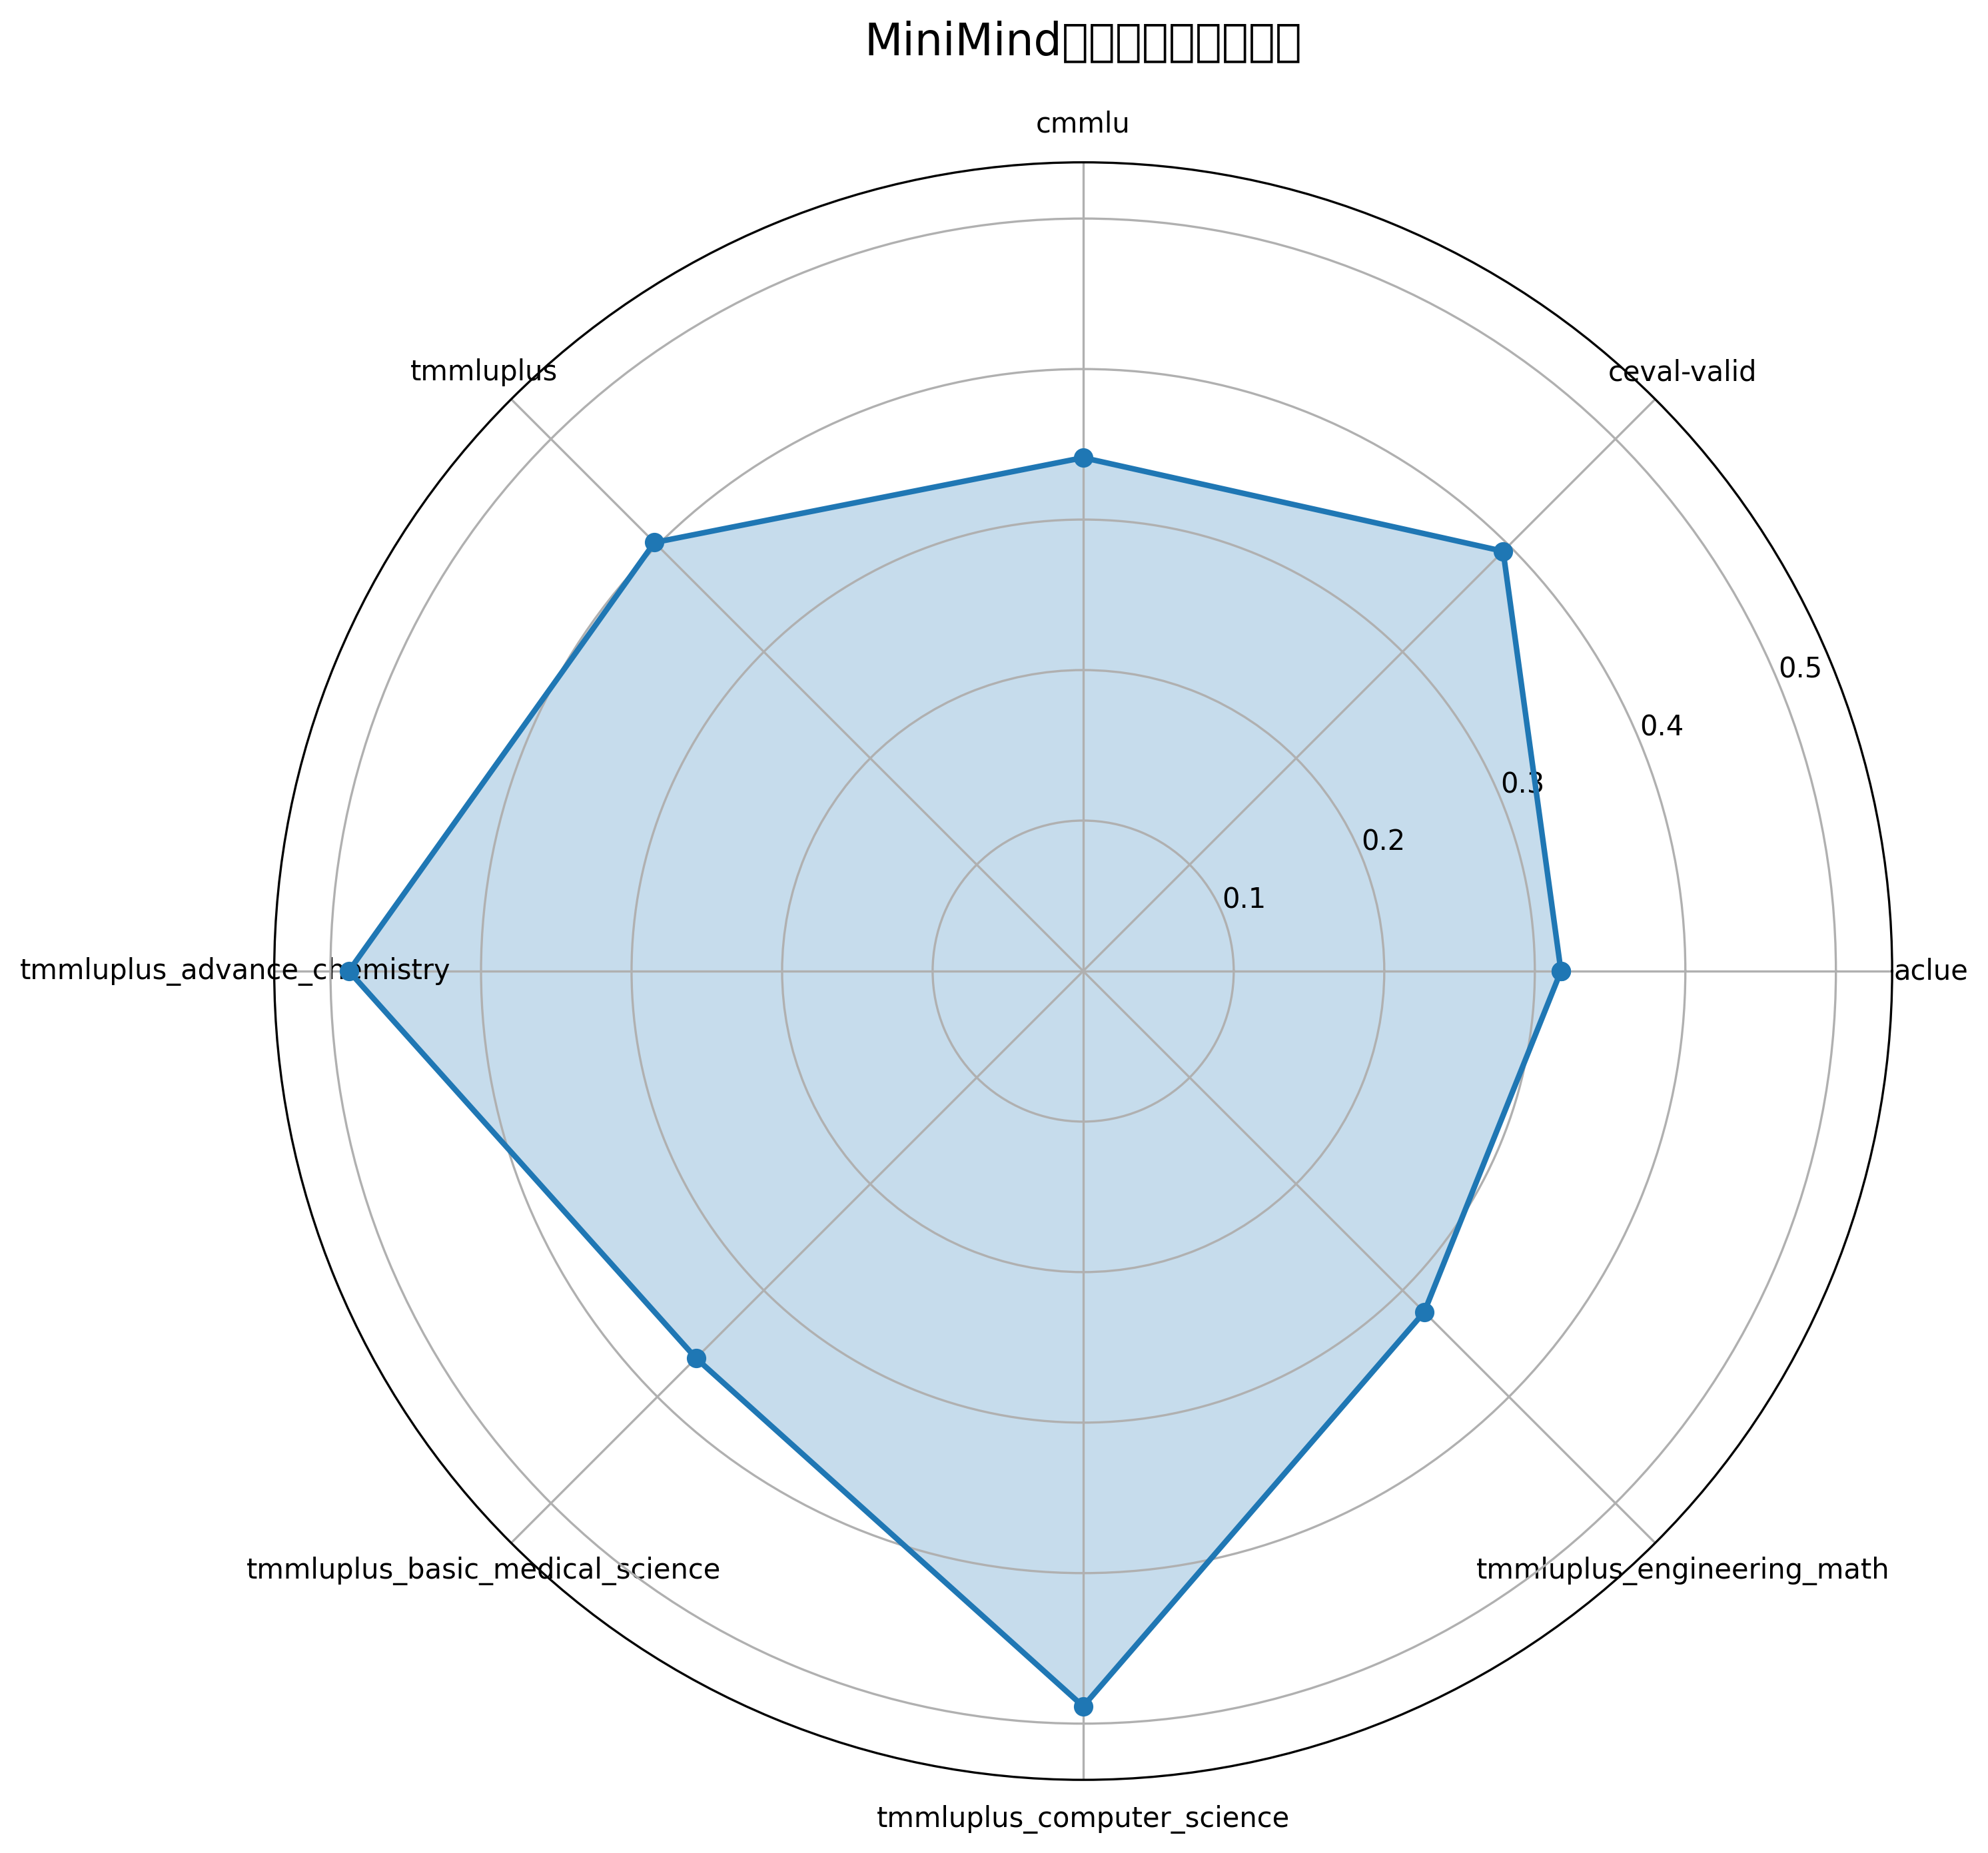 MiniMind
cmmlu
tmmluplus
ceval-valid
0.5
0.4
0.3
0.2
0.1
tmmluplus_advance_chemistry
aclue
tmmluplus_basic_medical_science
tmmluplus_engineering_math
tmmluplus_computer_science